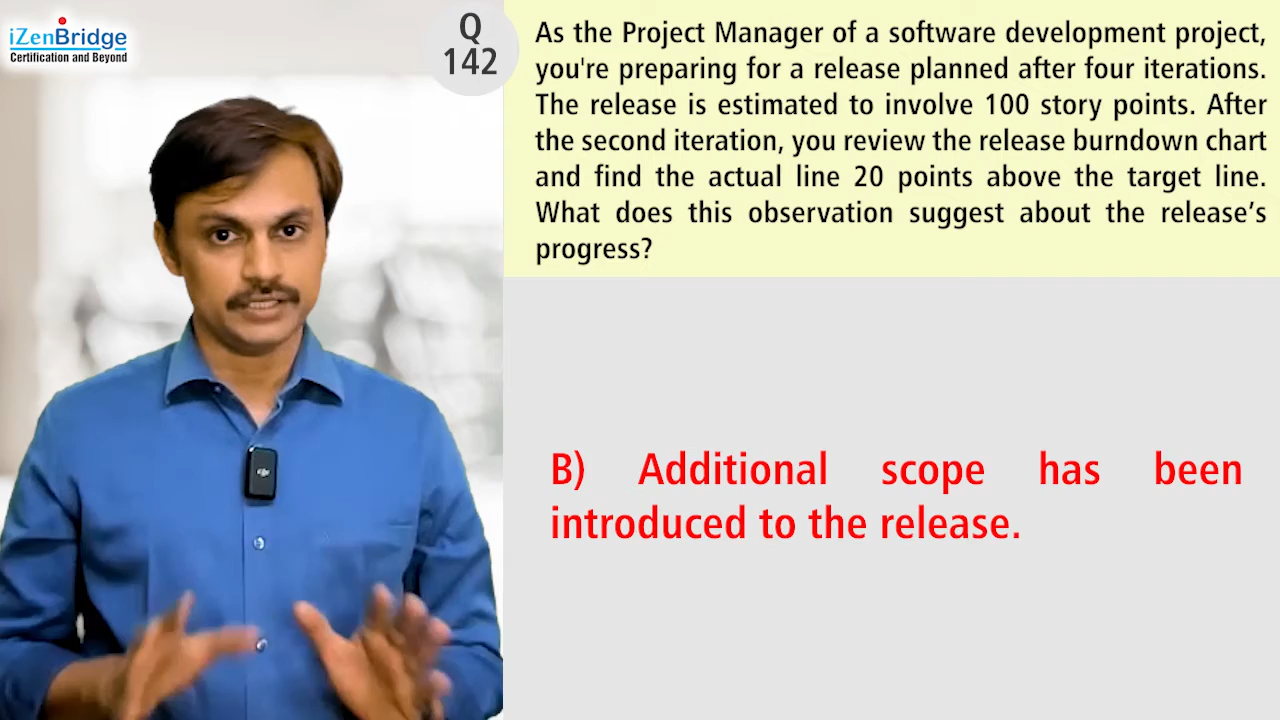 iZenBridge
Certification and Beyond
Q
142
As the Project Manager of a software development project,
you're preparing for a release planned after four iterations.
The release is estimated to involve 100 story points. After
the second iteration, you review the release burndown chart
and find the actual line 20 points above the target line.
What does this observation suggest about the release’s
progress?
B) Additional scope has been
introduced to the release.